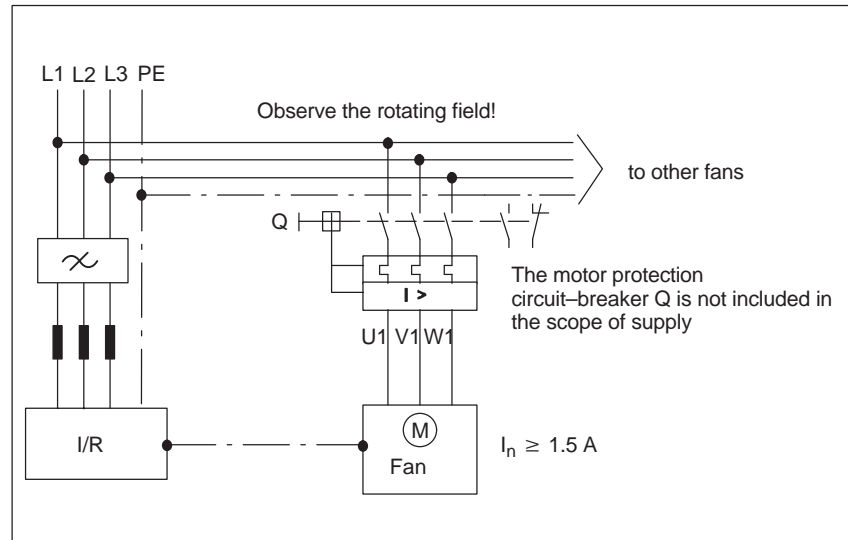 L1 L2 L3 PE
Observe the rotating field!
to other fans
Q
The motor protection
circuit–breaker Q is not included in
the scope of supply
I >
U1 V1 W1
I/R
M
Fan
In ≥ 1.5 A